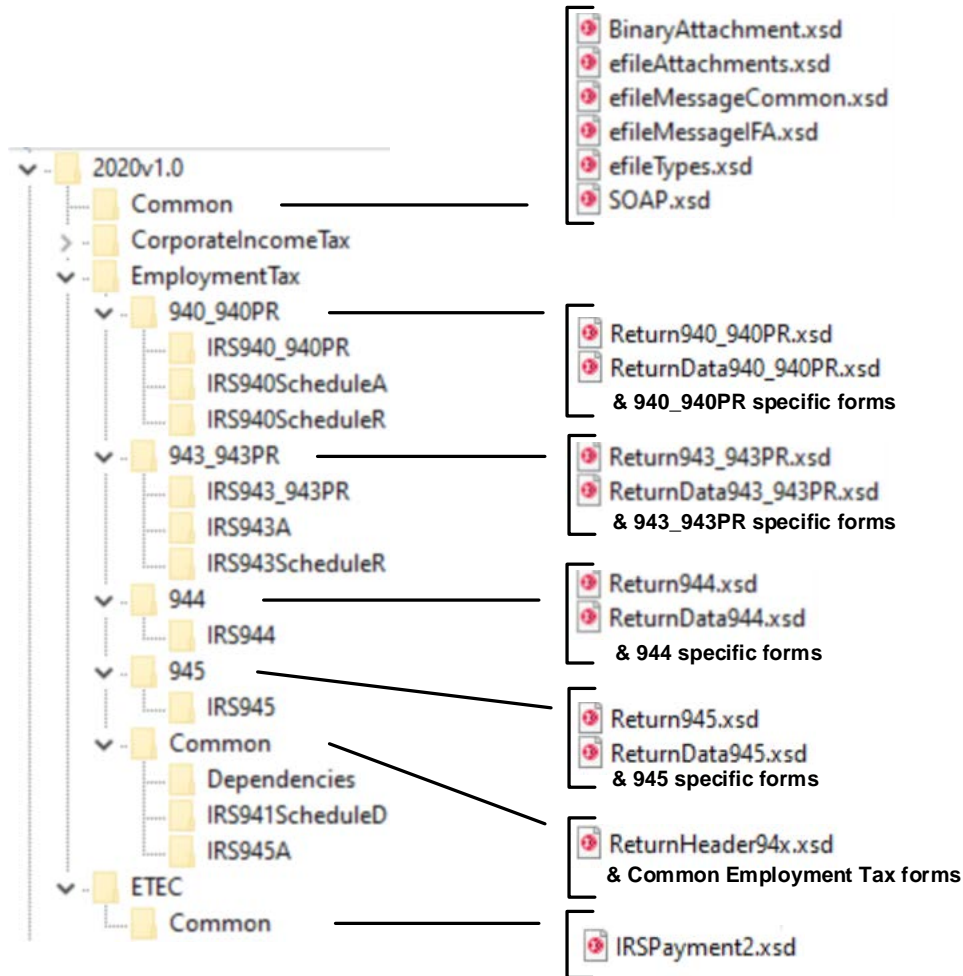 BinaryAttachment.xsd
efileAttachments.xsd
efileMessageCommon.xsd
efileMessageIFA.xsd
efileTypes.xsd
SOAP.xsd
2020v1.0
Common
CorporateIncomeTax
EmploymentTax
940_940PR
IRS940_940PR
IRS940ScheduleA
IRS940ScheduleR
943_943PR
IRS943_943PR
IRS943A
IRS943ScheduleR
944
IRS944
945
IRS945
Common
Dependencies
IRS941ScheduleD
IRS945A
ETEC
Common
Return940_940PR.xsd
ReturnData940_940PR.xsd
& 940_940PR specific forms
Return943_943PR.xsd
ReturnData943_943PR.xsd
& 943_943PR specific forms
Return944.xsd
ReturnData944.xsd
& 944 specific forms
Return945.xsd
ReturnData945.xsd
& 945 specific forms
ReturnHeader94x.xsd
& Common Employment Tax forms
IRSPayment2.xsd